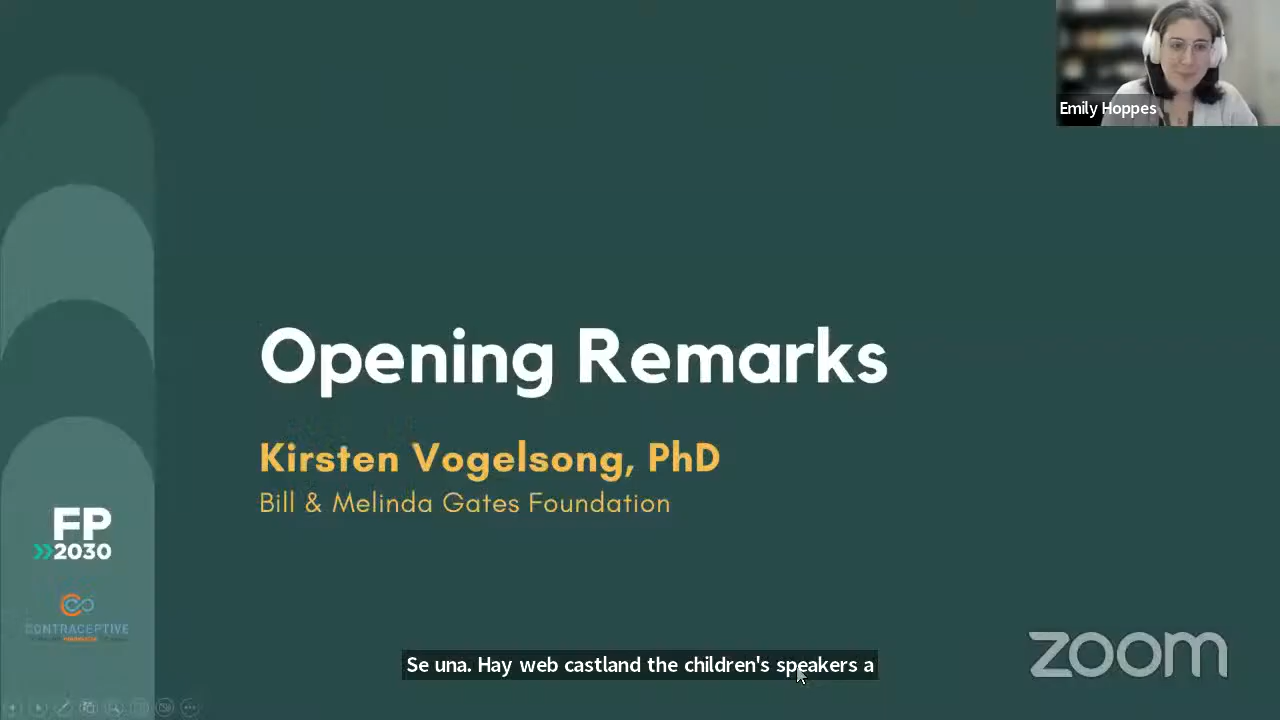 Emily Hoppes
Opening Remarks
Kirsten Vogelsong, PhD
Bill & Melinda Gates Foundation
FP
2030
CONTRACEPTIVE
Se una. Hay web castland the children's speakers a
zoom